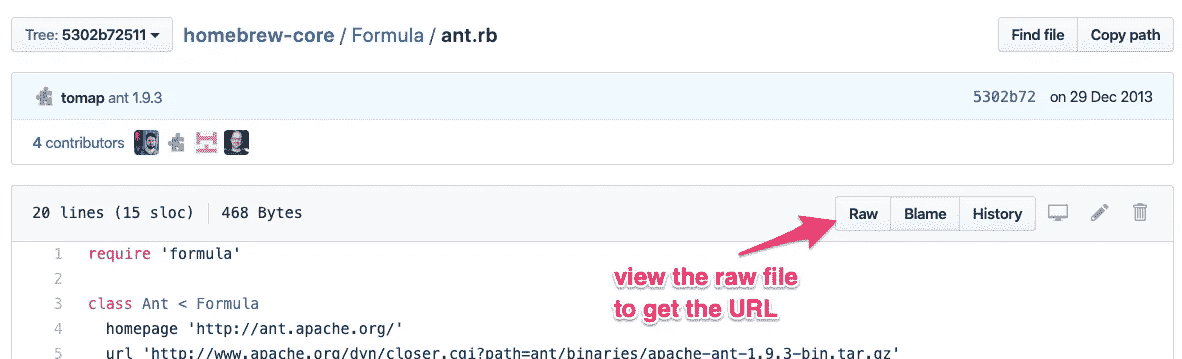 Tree: 5302b72511 homebrew-core / Formula / ant.rb Find file Copy path
tomap ant 1.9.3 5302b72 on 29 Dec 2013
4 contributors
20 lines (15 sloc) 468 Bytes Raw Blame History
1 require 'formula'
2
3 class Ant < Formula
4 homepage 'http://ant.apache.org/'
5 url 'http://www.apache.org/dyn/closer.cgi?path=ant/binaries/apache-ant-1.9.3-bin.tar.gz'
view the raw file
to get the URL